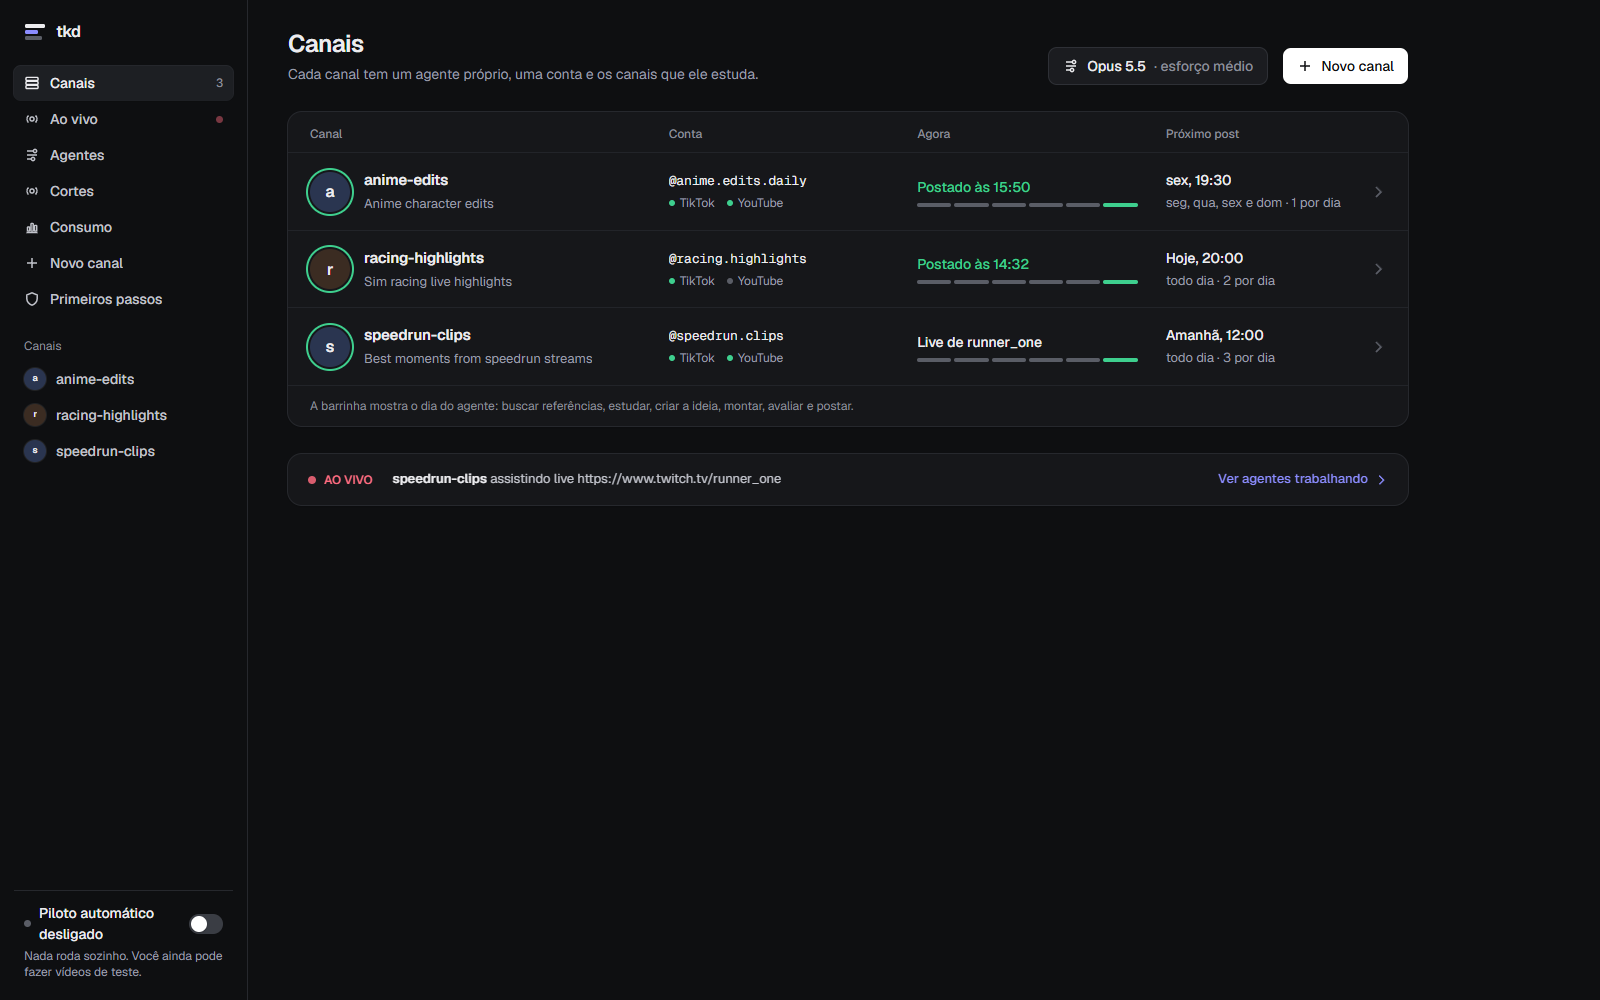 tkd
Canais 3
Ao vivo
Agentes
Cortes
Consumo
Novo canal
Primeiros passos
Canais
a anime-edits
r racing-highlights
s speedrun-clips
Piloto automático
desligado
Nada roda sozinho. Você ainda pode
fazer vídeos de teste.
Canais
Cada canal tem um agente próprio, uma conta e os canais que ele estuda.
Opus 5.5 · esforço médio
Novo canal
Canal Conta Agora Próximo post
a
anime-edits
Anime character edits
@anime.edits.daily
TikTok YouTube
Postado às 15:50
sex, 19:30
seg, qua, sex e dom · 1 por dia
r
racing-highlights
Sim racing live highlights
@racing.highlights
TikTok YouTube
Postado às 14:32
Hoje, 20:00
todo dia · 2 por dia
s
speedrun-clips
Best moments from speedrun streams
@speedrun.clips
TikTok YouTube
Live de runner_one
Amanhã, 12:00
todo dia · 3 por dia
A barrinha mostra o dia do agente: buscar referências, estudar, criar a ideia, montar, avaliar e postar.
AO VIVO speedrun-clips assistindo live https://www.twitch.tv/runner_one Ver agentes trabalhando